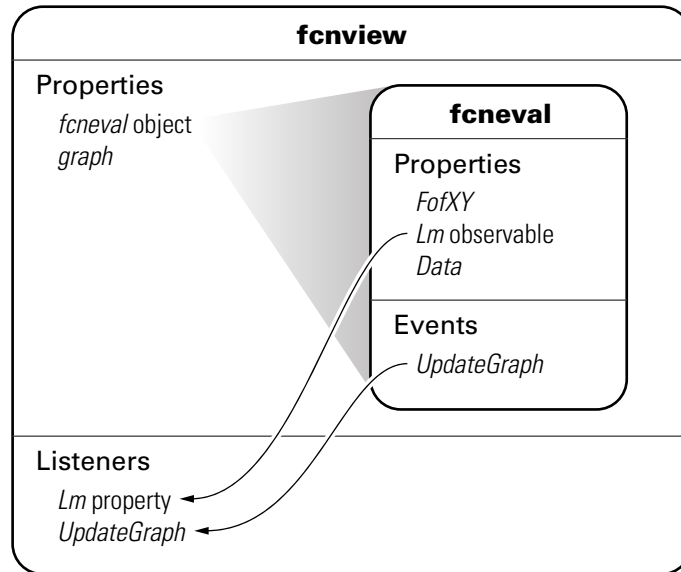 fcnview
Properties
fcneval object
graph
fcneval
Properties
FofXY
Lm observable
Data
Events
UpdateGraph
Listeners
Lm property
UpdateGraph